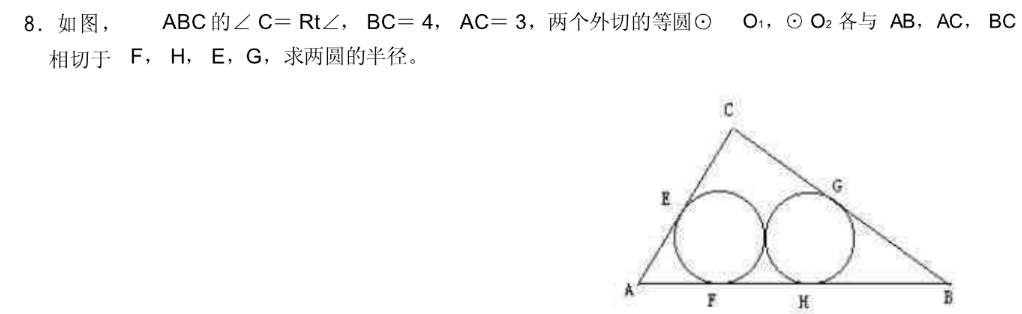 8．如图， ABC 的∠ C= Rt∠， BC= 4， AC= 3，两个外切的等圆⊙ O₁，⊙ O₂ 各与 AB，AC， BC
相切于 F， H， E，G，求两圆的半径。
C
G
E
A
F
H
B